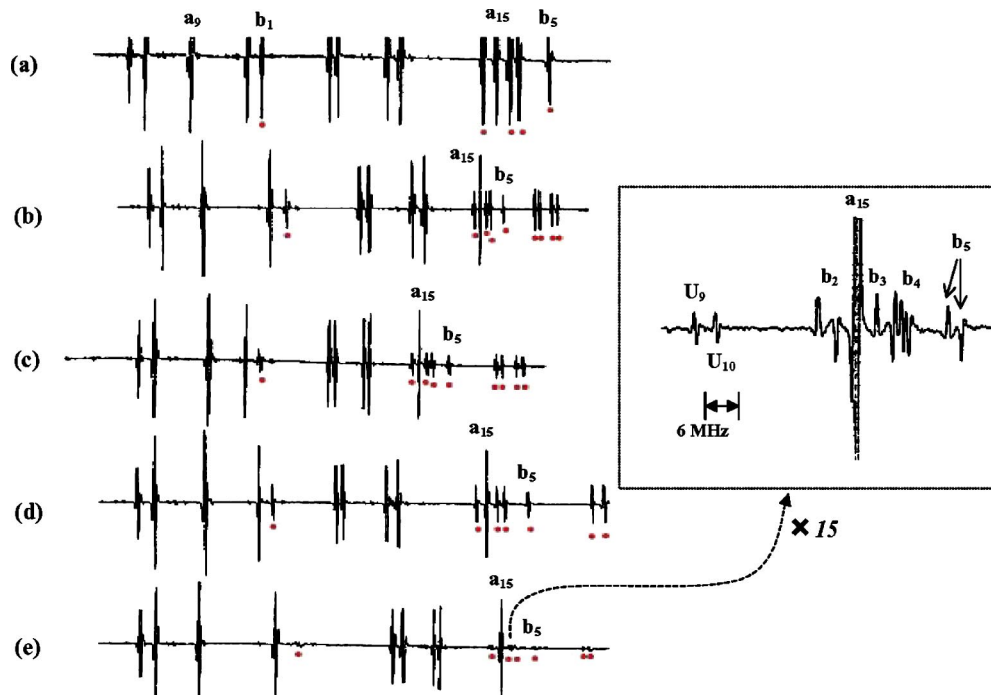 a₉ b₁ a₁₅ b₅
(a)
a₁₅
b₅
(b)
a₁₅
b₅
(c)
a₁₅
b₅
(d)
a₁₅
b₅
(e)
a₁₅
b₂ b₃ b₄ b₅
U₉
U₁₀
6 MHz
× 15